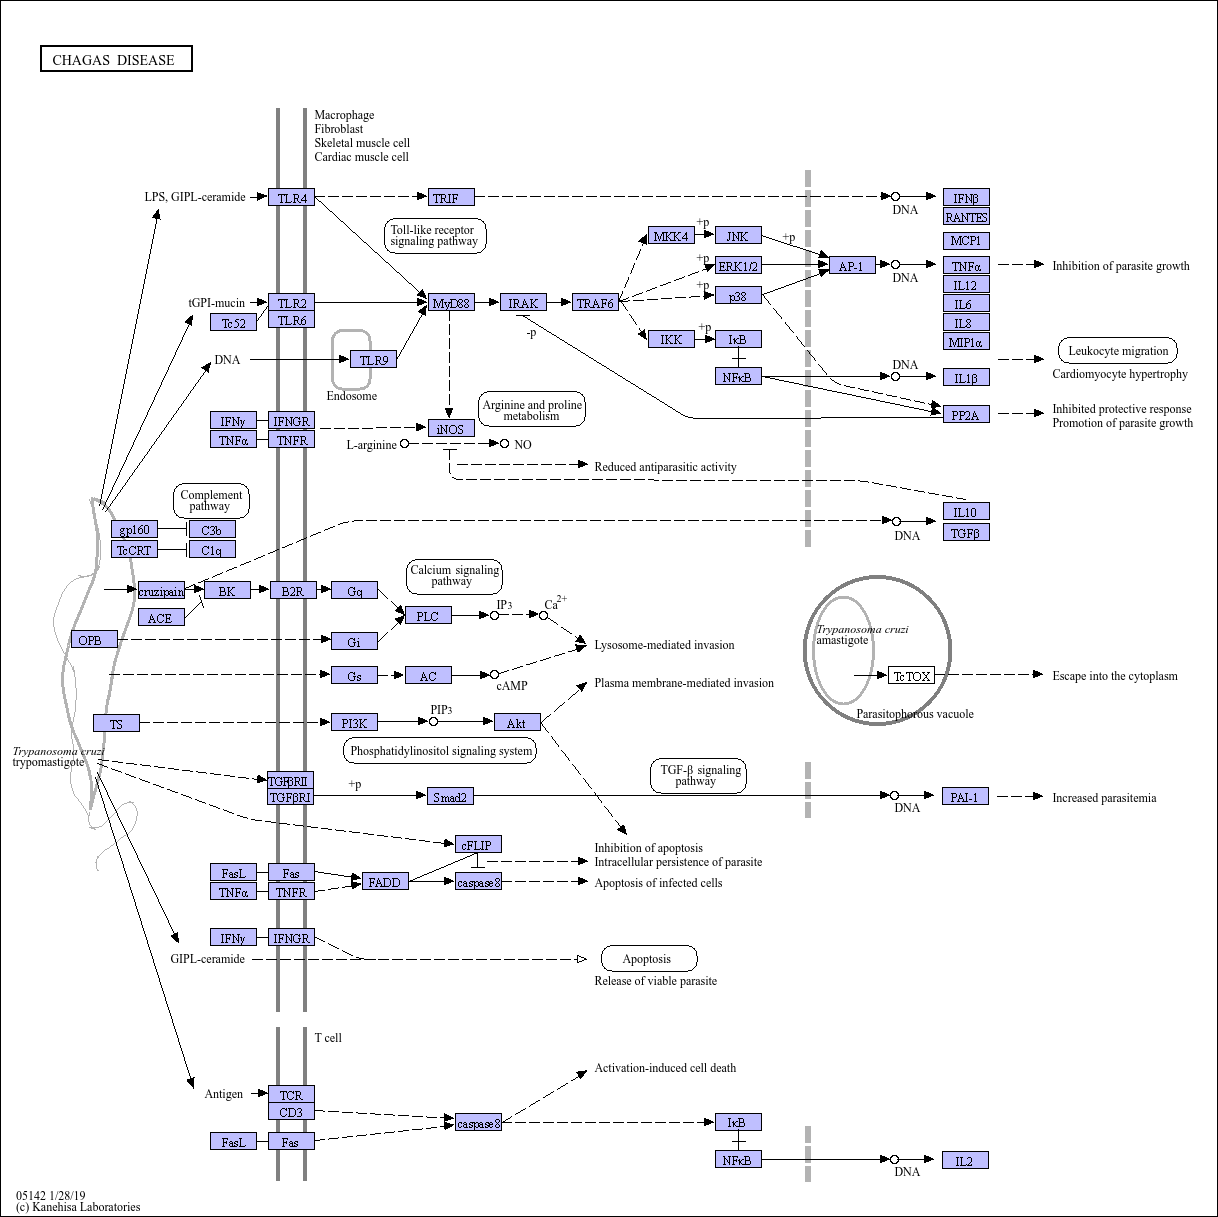 CHAGAS DISEASE
Macrophage
Fibroblast
Skeletal muscle cell
Cardiac muscle cell
LPS, GIPL-ceramide
TLR4
TRIF
DNA
IFNβ
RANTES
MCP1
Toll-like receptor
signaling pathway
MKK4
+p
JNK
+p
+p
ERK1/2
AP-1
DNA
TNFα
Inhibition of parasite growth
IL12
+p
p38
tGPI-mucin
TLR2
MyD88
IRAK
TRAF6
IL6
Tc52
TLR6
IL8
-p
+p
IKK
IκB
MIP1α
DNA
TLR9
Leukocyte migration
DNA
NFκB
IL1β
Cardiomyocyte hypertrophy
Endosome
Arginine and proline
metabolism
PP2A
Inhibited protective response
Promotion of parasite growth
IFNγ
IFNGR
iNOS
TNFα
TNFR
L-arginine
NO
Reduced antiparasitic activity
Complement
pathway
IL10
gp160
C3b
DNA
TGFβ
TcCRT
C1q
Calcium signaling
pathway
cruzipain
BK
B2R
Gq
ACE
PLC
IP3
Ca2+
OPB
Gi
Lysosome-mediated invasion
Trypanosoma cruzi
amastigote
Gs
AC
cAMP
TcTOX
Escape into the cytoplasm
Plasma membrane-mediated invasion
Parasitophorous vacuole
TS
PI3K
PIP3
Akt
Phosphatidylinositol signaling system
Trypanosoma cruzi
trypomastigote
TGF-β signaling
pathway
TGFβRII
TGFβRI
+p
Smad2
DNA
PAI-1
Increased parasitemia
cFLIP
Inhibition of apoptosis
Intracellular persistence of parasite
FasL
Fas
FADD
caspase8
Apoptosis of infected cells
TNFα
TNFR
IFNγ
IFNGR
GIPL-ceramide
Apoptosis
Release of viable parasite
T cell
Activation-induced cell death
Antigen
TCR
CD3
caspase8
IκB
FasL
Fas
NFκB
DNA
IL2
05142 1/28/19
(c) Kanehisa Laboratories